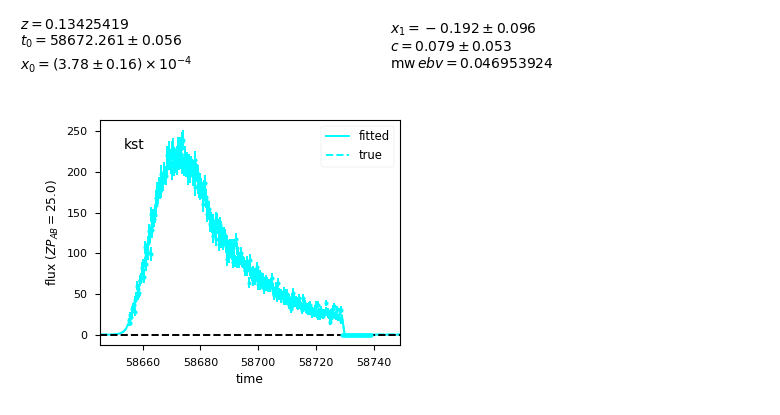 z = 0.13425419
t₀ = 58672.261 ± 0.056
x₀ = (3.78 ± 0.16) × 10⁻⁴
x₁ = −0.192 ± 0.096
c = 0.079 ± 0.053
mw ebv = 0.046953924
kst
fitted
true
250
200
150
100
50
0
flux (ZP_AB = 25.0)
58660 58680 58700 58720 58740
time